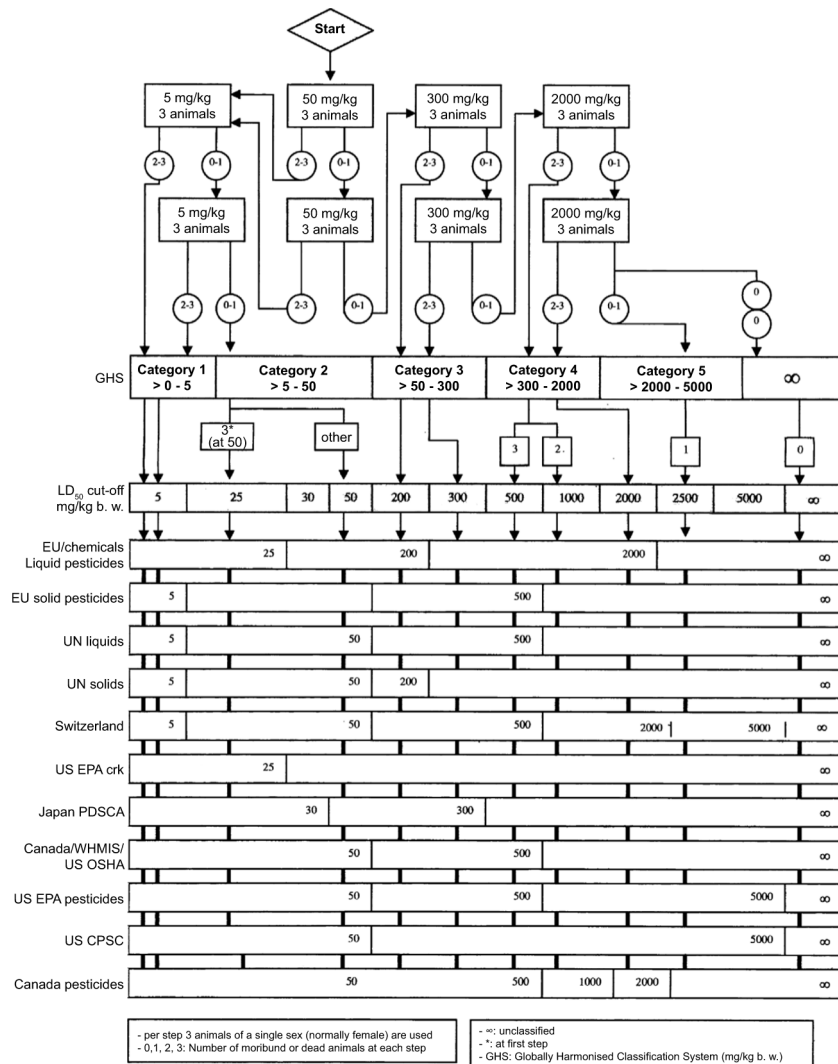 Start
5 mg/kg
3 animals
50 mg/kg
3 animals
300 mg/kg
3 animals
2000 mg/kg
3 animals
2-3
0-1
2-3
0-1
2-3
0-1
2-3
0-1
5 mg/kg
3 animals
50 mg/kg
3 animals
300 mg/kg
3 animals
2000 mg/kg
3 animals
2-3
0-1
2-3
0-1
2-3
0-1
2-3
0-1
0
0
GHS
Category 1
> 0 - 5
Category 2
> 5 - 50
Category 3
> 50 - 300
Category 4
> 300 - 2000
Category 5
> 2000 - 5000
∞
3*
(at 50)
other
3
2.
1
0
LD50 cut-off
mg/kg b. w.
5 25 30 50 200 300 500 1000 2000 2500 5000 ∞
EU/chemicals
Liquid pesticides
25 200 2000 ∞
EU solid pesticides 5 500 ∞
UN liquids 5 50 500 ∞
UN solids 5 50 200 ∞
Switzerland 5 50 500 2000 5000 ∞
US EPA crk 25 ∞
Japan PDSCA 30 300 ∞
Canada/WHMIS/
US OSHA
50 500 ∞
US EPA pesticides 50 500 5000 ∞
US CPSC 50 5000 ∞
Canada pesticides 50 500 1000 2000 ∞
- per step 3 animals of a single sex (normally female) are used
- 0,1, 2, 3: Number of moribund or dead animals at each step
- ∞: unclassified
- *: at first step
- GHS: Globally Harmonised Classification System (mg/kg b. w.)